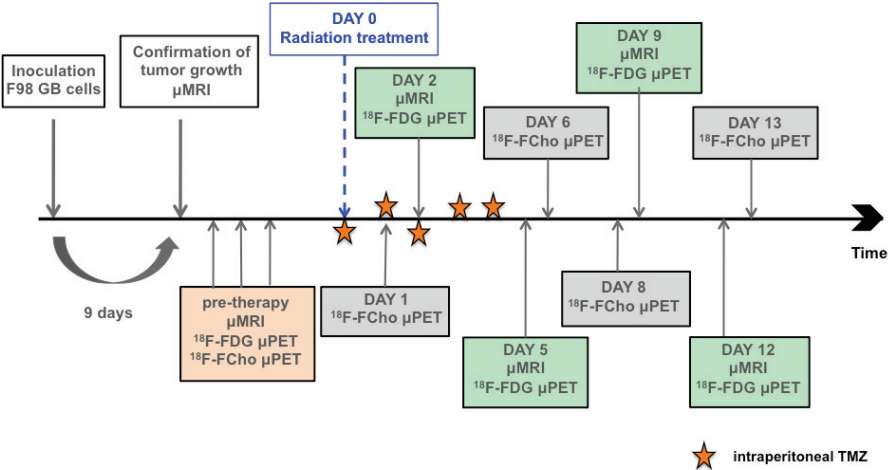 Inoculation
F98 GB cells
Confirmation of
tumor growth
µMRI
DAY 0
Radiation treatment
DAY 2
µMRI
¹⁸F-FDG µPET
DAY 6
¹⁸F-FCho µPET
DAY 9
µMRI
¹⁸F-FDG µPET
DAY 13
¹⁸F-FCho µPET
Time
9 days
pre-therapy
µMRI
¹⁸F-FDG µPET
¹⁸F-FCho µPET
DAY 1
¹⁸F-FCho µPET
DAY 5
µMRI
¹⁸F-FDG µPET
DAY 8
¹⁸F-FCho µPET
DAY 12
µMRI
¹⁸F-FDG µPET
intraperitoneal TMZ